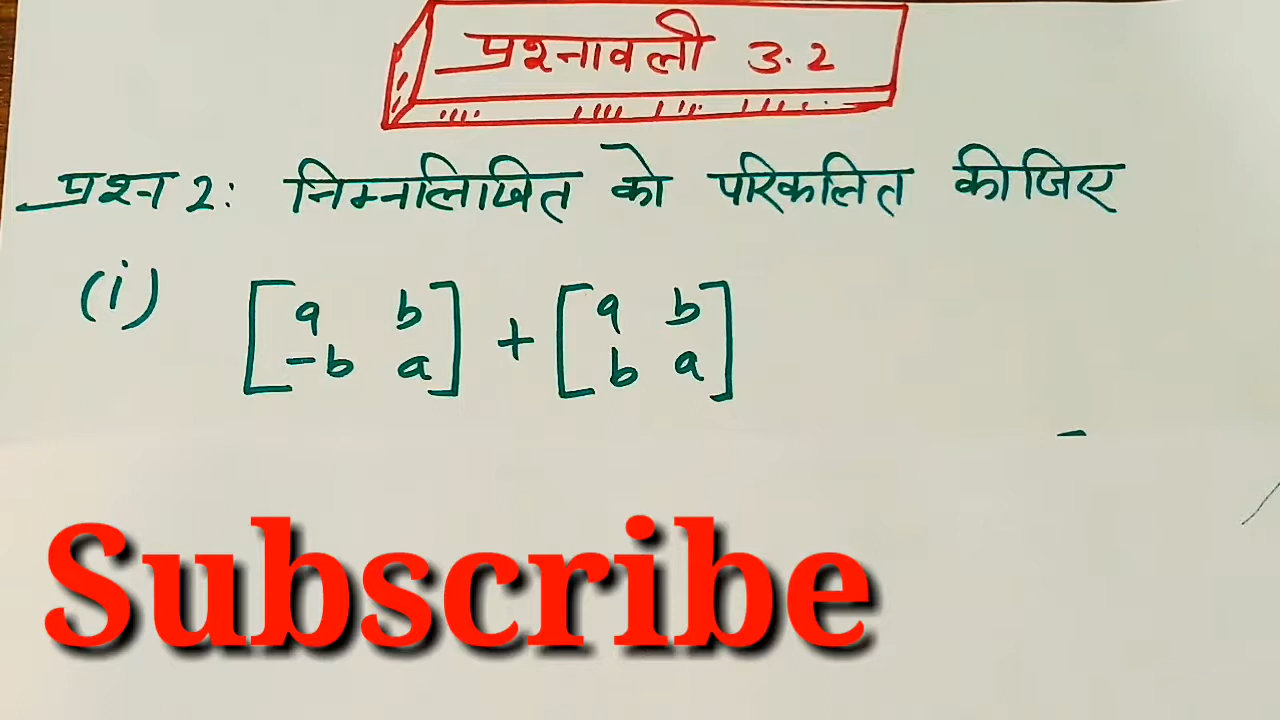 प्रश्नावली 3.2
प्रश्न 2: निम्नलिखित को परिकलित कीजिए
(i) [a b] + [a b]
[-b a] [b a]
Subscribe